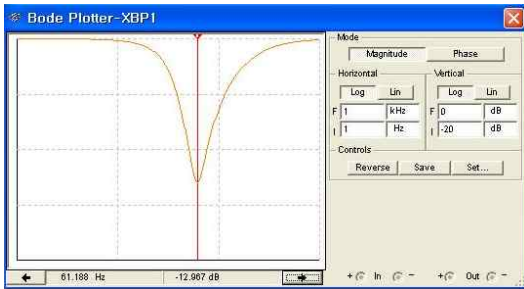 Bode Plotter-XBP1
Mode
Magnitude Phase
Horizontal Vertical
Log Lin Log Lin
F 1 kHz F 0 dB
I 1 Hz I -20 dB
Controls
Reverse Save Set...
61.188 Hz -12.967 dB + In - + Out -